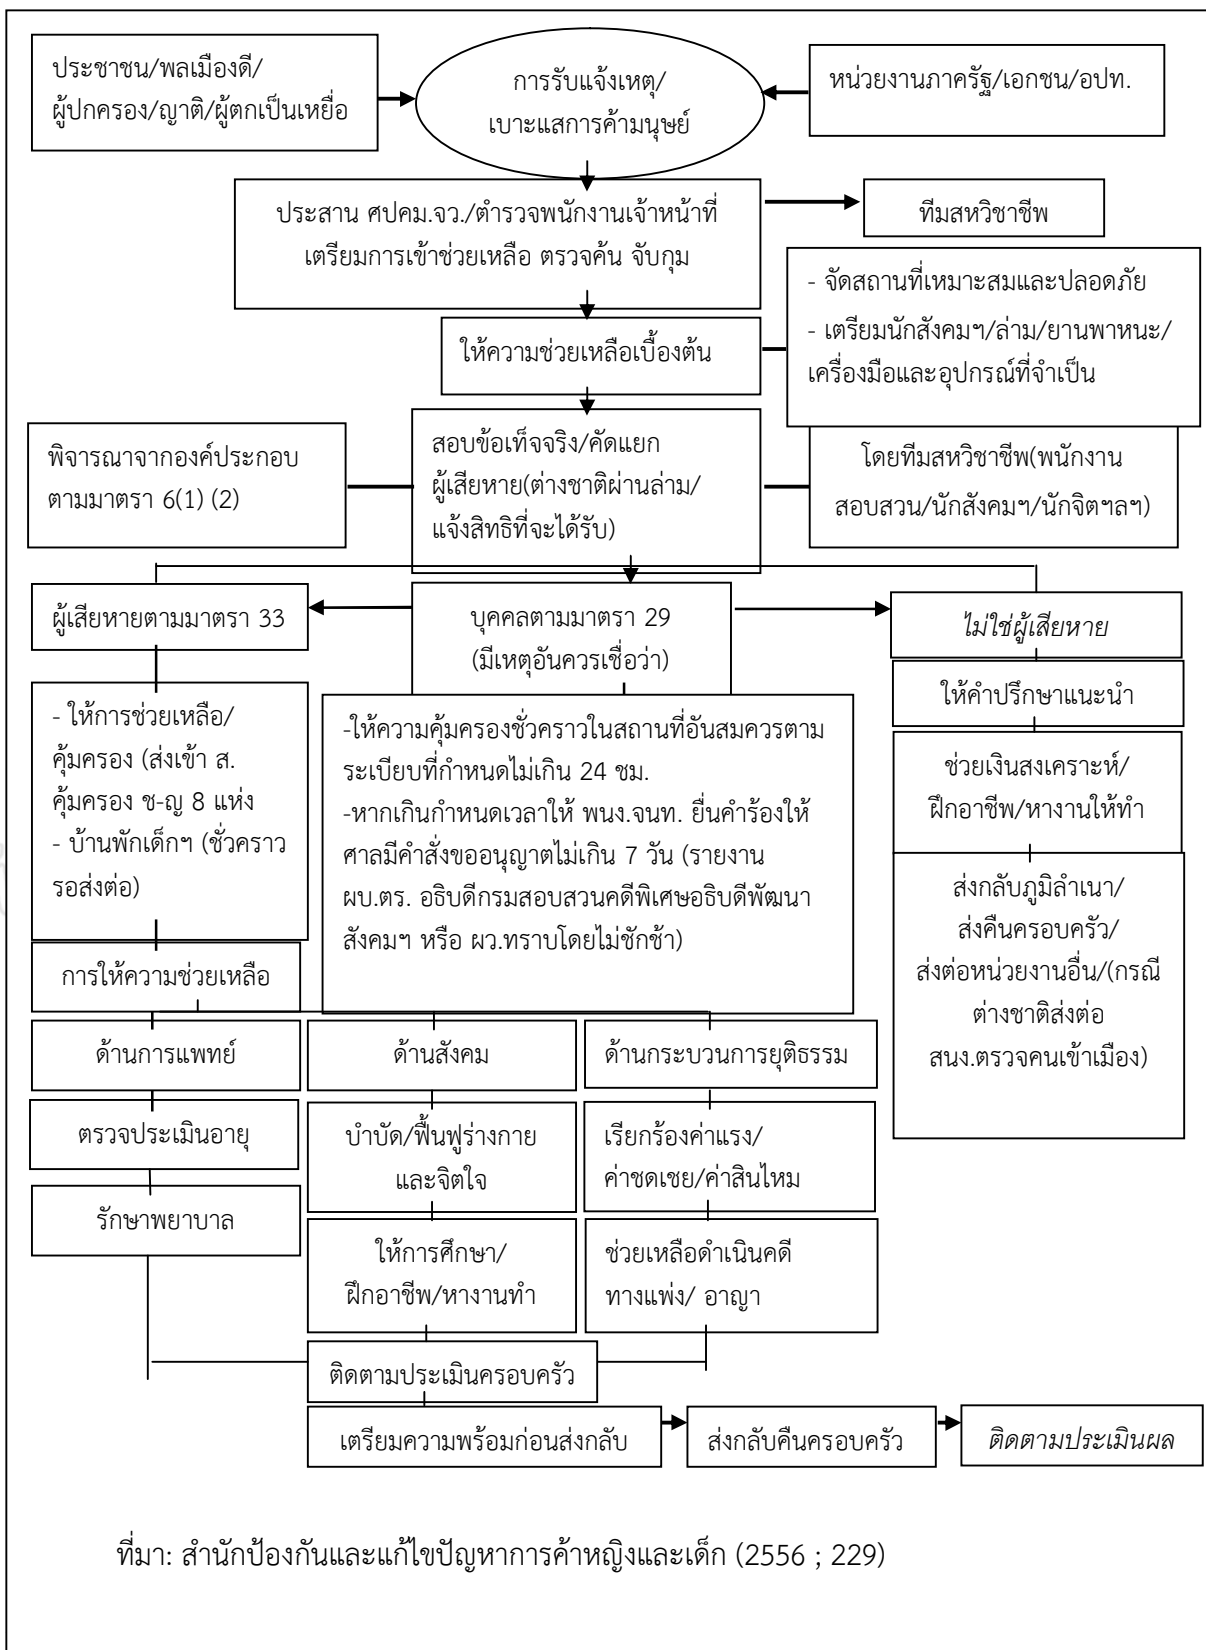 ประชาชน/พลเมืองดี/
ผู้ปกครอง/ญาติ/ผู้ตกเป็นเหยื่อ
การรับแจ้งเหตุ/
เบาะแสการค้ามนุษย์
หน่วยงานภาครัฐ/เอกชน/อปท.
ประสาน ศปคม.จว./ตำรวจพนักงานเจ้าหน้าที่
เตรียมการเข้าช่วยเหลือ ตรวจค้น จับกุม
ทีมสหวิชาชีพ
ให้ความช่วยเหลือเบื้องต้น
- จัดสถานที่เหมาะสมและปลอดภัย
- เตรียมนักสังคมฯ/ล่าม/ยานพาหนะ/
เครื่องมือและอุปกรณ์ที่จำเป็น
พิจารณาจากองค์ประกอบ
ตามมาตรา 6(1) (2)
สอบข้อเท็จจริง/คัดแยก
ผู้เสียหาย(ต่างชาติผ่านล่าม/
แจ้งสิทธิที่จะได้รับ)
โดยทีมสหวิชาชีพ(พนักงาน
สอบสวน/นักสังคมฯ/นักจิตฯลฯ)
ผู้เสียหายตามมาตรา 33
บุคคลตามมาตรา 29
(มีเหตุอันควรเชื่อว่า)
ไม่ใช่ผู้เสียหาย
- ให้การช่วยเหลือ/
คุ้มครอง (ส่งเข้า ส.
คุ้มครอง ช-ญ 8 แห่ง
- บ้านพักเด็กฯ (ชั่วคราว
รอส่งต่อ)
-ให้ความคุ้มครองชั่วคราวในสถานที่อันสมควรตาม
ระเบียบที่กำหนดไม่เกิน 24 ชม.
-หากเกินกำหนดเวลาให้ พนง.จนท. ยื่นคำร้องให้
ศาลมีคำสั่งขออนุญาตไม่เกิน 7 วัน (รายงาน
ผบ.ตร. อธิบดีกรมสอบสวนคดีพิเศษอธิบดีพัฒนา
สังคมฯ หรือ ผว.ทราบโดยไม่ชักช้า)
ให้คำปรึกษาแนะนำ
ช่วยเงินสงเคราะห์/
ฝึกอาชีพ/หางานให้ทำ
ส่งกลับภูมิลำเนา/
ส่งคืนครอบครัว/
ส่งต่อหน่วยงานอื่น/(กรณี
ต่างชาติส่งต่อ
สนง.ตรวจคนเข้าเมือง)
การให้ความช่วยเหลือ
ด้านการแพทย์
ด้านสังคม
ด้านกระบวนการยุติธรรม
ตรวจประเมินอายุ
บำบัด/ฟื้นฟูร่างกาย
และจิตใจ
เรียกร้องค่าแรง/
ค่าชดเชย/ค่าสินไหม
รักษาพยาบาล
ให้การศึกษา/
ฝึกอาชีพ/หางานทำ
ช่วยเหลือดำเนินคดี
ทางแพ่ง/ อาญา
ติดตามประเมินครอบครัว
เตรียมความพร้อมก่อนส่งกลับ
ส่งกลับคืนครอบครัว
ติดตามประเมินผล
ที่มา: สำนักป้องกันและแก้ไขปัญหาการค้าหญิงและเด็ก (2556 ; 229)